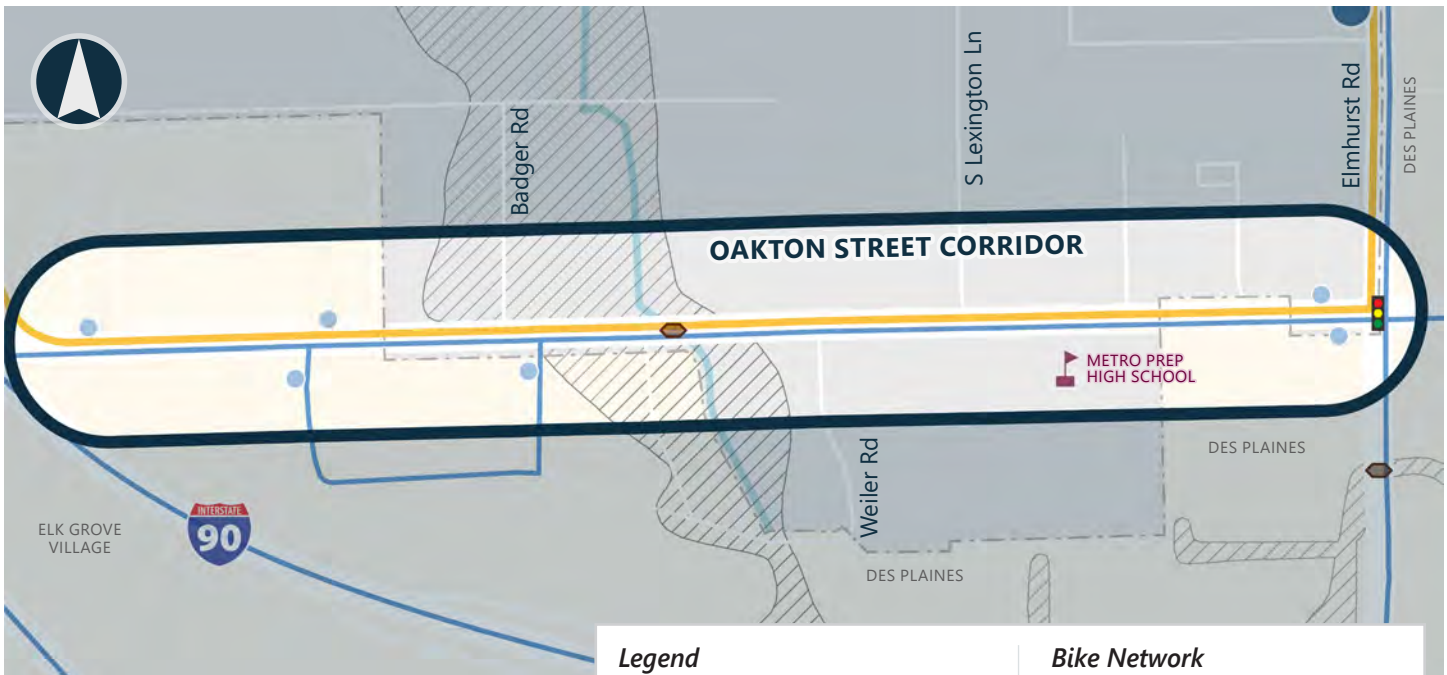 Badger Rd
S Lexington Ln
Elmhurst Rd
DES PLAINES
OAKTON STREET CORRIDOR
METRO PREP
HIGH SCHOOL
Weiler Rd
DES PLAINES
ELK GROVE
VILLAGE
INTERSTATE
90
DES PLAINES
Legend
Bike Network